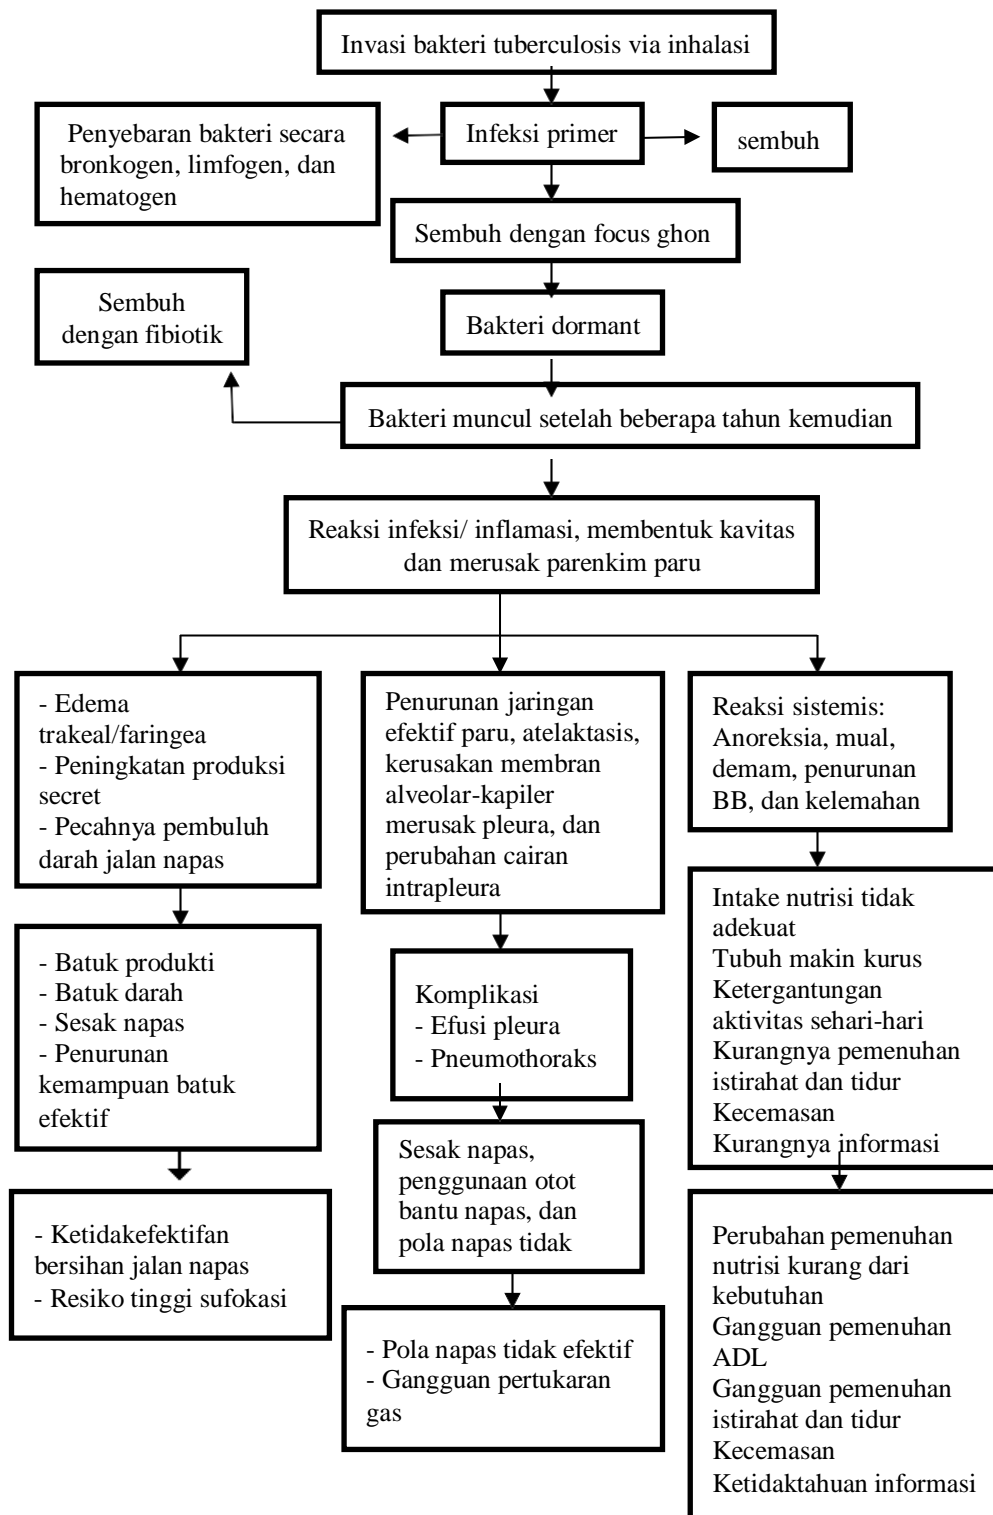 Invasi bakteri tuberculosis via inhalasi
Penyebaran bakteri secara
bronkogen, limfogen, dan
hematogen
Infeksi primer
sembuh
Sembuh dengan focus ghon
Sembuh
dengan fibiotik
Bakteri dormant
Bakteri muncul setelah beberapa tahun kemudian
Reaksi infeksi/ inflamasi, membentuk kavitas
dan merusak parenkim paru
- Edema
trakeal/faringea
- Peningkatan produksi
secret
- Pecahnya pembuluh
darah jalan napas
Penurunan jaringan
efektif paru, atelaktasis,
kerusakan membran
alveolar-kapiler
merusak pleura, dan
perubahan cairan
intrapleura
Reaksi sistemis:
Anoreksia, mual,
demam, penurunan
BB, dan kelemahan
- Batuk produkti
- Batuk darah
- Sesak napas
- Penurunan
kemampuan batuk
efektif
Komplikasi
- Efusi pleura
- Pneumothoraks
Intake nutrisi tidak
adekuat
Tubuh makin kurus
Ketergantungan
aktivitas sehari-hari
Kurangnya pemenuhan
istirahat dan tidur
Kecemasan
Kurangnya informasi
- Ketidakefektifan
bersihan jalan napas
- Resiko tinggi sufokasi
Sesak napas,
penggunaan otot
bantu napas, dan
pola napas tidak
- Pola napas tidak efektif
- Gangguan pertukaran
gas
Perubahan pemenuhan
nutrisi kurang dari
kebutuhan
Gangguan pemenuhan
ADL
Gangguan pemenuhan
istirahat dan tidur
Kecemasan
Ketidaktahuan informasi